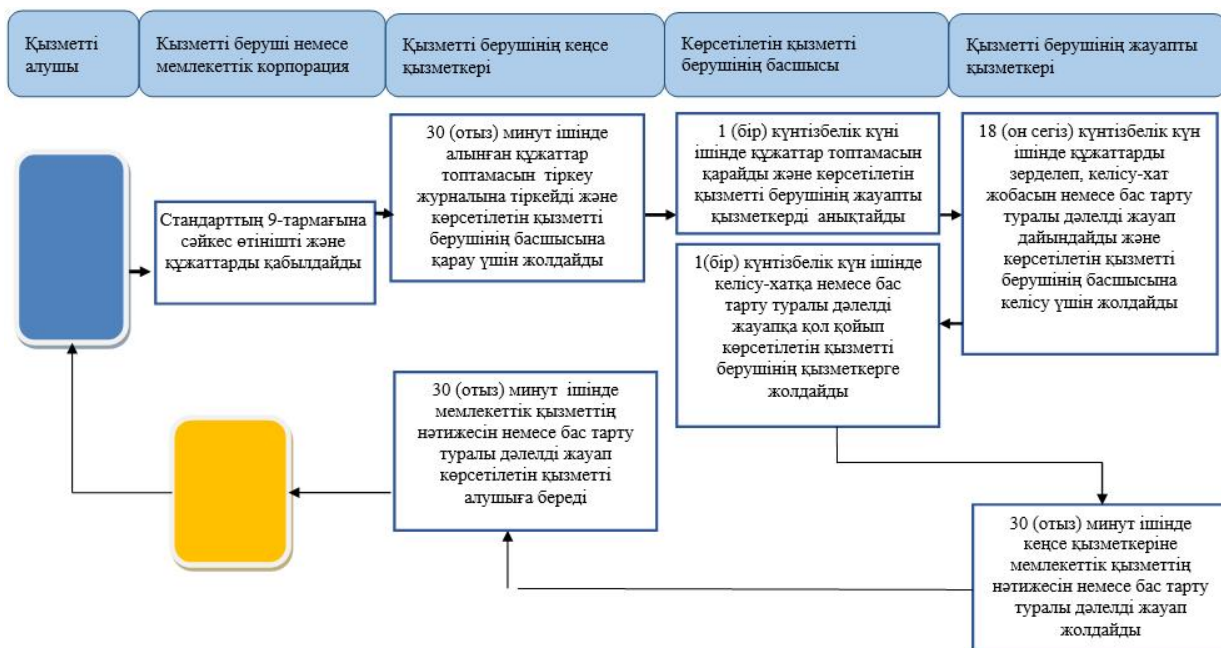 Қызметті
алушы
Кызметті беруші немесе
мемлекеттік корпорация
Қызметті берушінің кеңсе
қызметкері
Көрсетілетін қызметті
берушінің басшысы
Қызметті берушінің жауапты
қызметкері
Стандарттың 9-тармағына
сәйкес өтінішті және
құжаттарды қабылдайды
30 (отыз) минут ішінде
алынған құжаттар
топтамасын тіркеу
журналына тіркейді және
көрсетілетін қызметті
берушінің басшысына
қарау үшін жолдайды
1 (бір) күнтізбелік күні
ішінде құжаттар топтамасын
қарайды және көрсетілетін
қызметті берушінің жауапты
қызметкерді анықтайды
18 (он сегіз) күнтізбелік күн
ішінде құжаттарды
зерделеп, келісу-хат
жобасын немесе бас тарту
туралы дәлелді жауап
дайындайды және
көрсетілетін қызметті
берушінің басшысына
келісу үшін жолдайды
1(бір) күнтізбелік күн ішінде
келісу-хатқа немесе бас
тарту туралы дәлелді
жауапқа қол қойып
көрсетілетін қызметті
берушінің қызметкерге
жолдайды
30 (отыз) минут ішінде
кеңсе қызметкеріне
мемлекеттік қызметтің
нәтижесін немесе бас тарту
туралы дәлелді жауап
жолдайды
30 (отыз) минут ішінде
мемлекеттік қызметтің
нәтижесін немесе бас тарту
туралы дәлелді жауап
көрсетілетін қызметті
алушыға береді